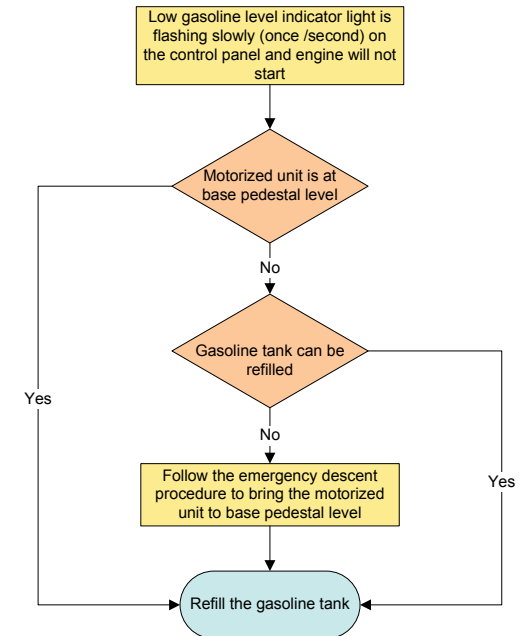 Low gasoline level indicator light is
flashing slowly (once /second) on
the control panel and engine will not
start
Motorized unit is at
base pedestal level
No
Gasoline tank can be
refilled
Yes
No
Yes
Follow the emergency descent
procedure to bring the motorized
unit to base pedestal level
Refill the gasoline tank